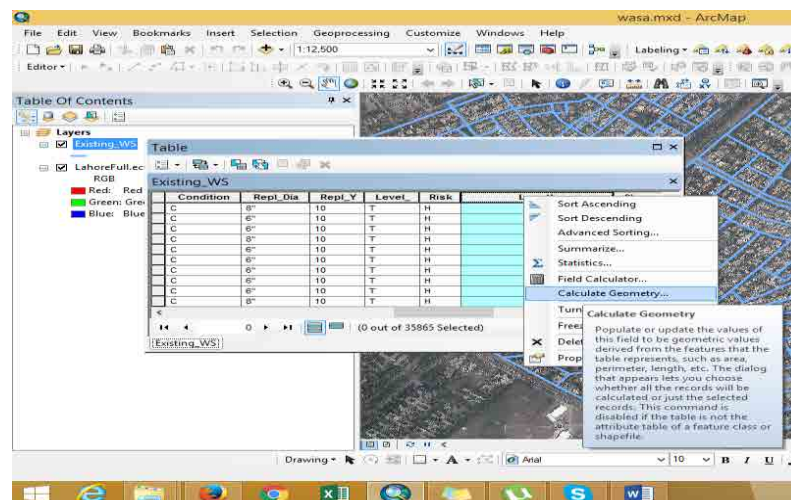 wasa.mxd - ArcMap
File Edit View Bookmarks Insert Selection Geoprocessing Customize Windows Help
1:12,500 Labeling
Editor
Table Of Contents
Layers
Existing_WS
LahoreFull.ec
RGB
Red: Red
Green: Gre
Blue: Blue
Table
Existing_WS
Condition Repl_Dia Repl_Y Level_ Risk
C 8" 10 T H
C 6" 10 T H
C 6" 10 T H
C 8" 10 T H
C 6" 10 T H
C 6" 10 T H
C 6" 10 T H
C 6" 10 T H
C 8" 10 T H
0 (0 out of 35865 Selected)
Existing_WS
Sort Ascending
Sort Descending
Advanced Sorting...
Summarize...
Statistics...
Field Calculator...
Calculate Geometry...
Turn
Free
Dele
Prop
Calculate Geometry
Populate or update the values of
this field to be geometric values
derived from the features that the
table represents, such as area,
perimeter, length, etc. The dialog
that appears lets you choose
whether all the records will be
calculated or just the selected
records. This command is
disabled if the table is not the
attribute table of a feature class or
shapefile.
Drawing A Arial 10 B I U